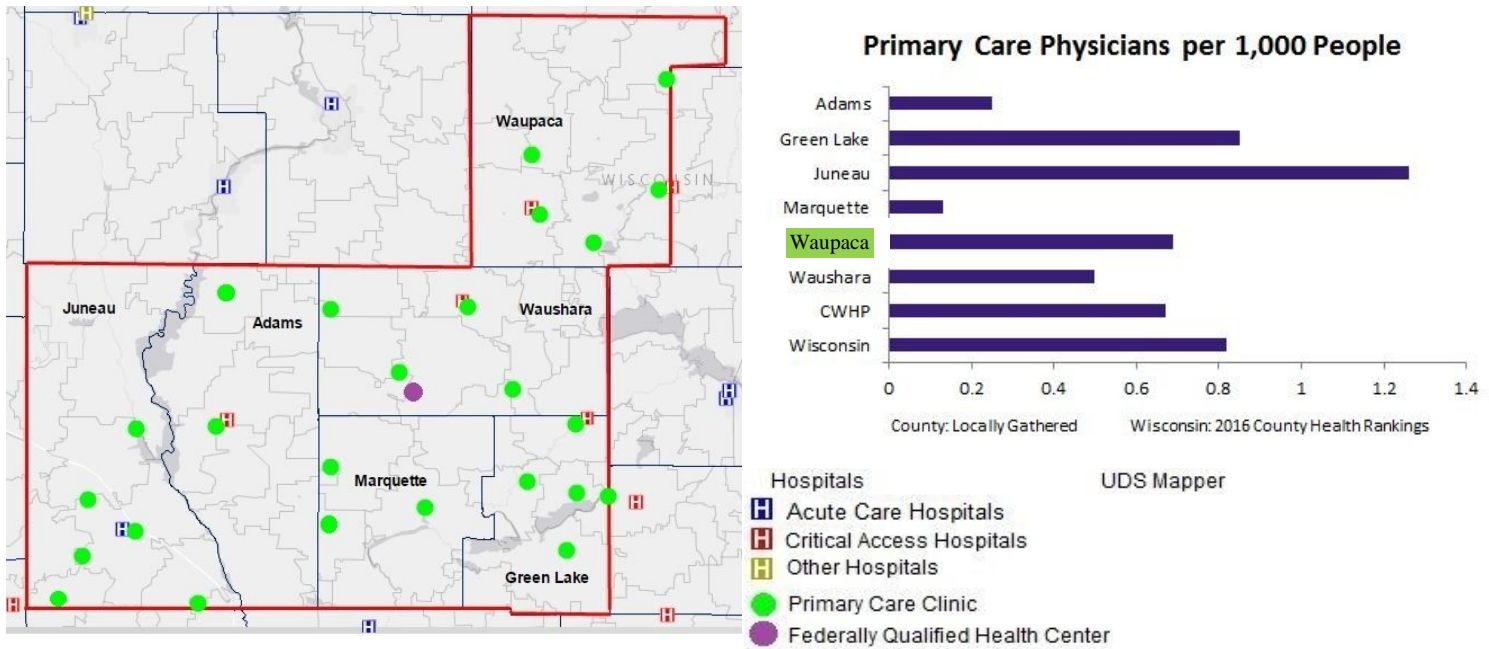 Waupaca
WISCONSIN
Juneau
Adams
Waushara
Marquette
Green Lake
Primary Care Physicians per 1,000 People
Adams
Green Lake
Juneau
Marquette
Waupaca
Waushara
CWHP
Wisconsin
0 0.2 0.4 0.6 0.8 1 1.2 1.4
County: Locally Gathered Wisconsin: 2016 County Health Rankings
Hospitals UDS Mapper
H Acute Care Hospitals
H Critical Access Hospitals
H Other Hospitals
Primary Care Clinic
Federally Qualified Health Center